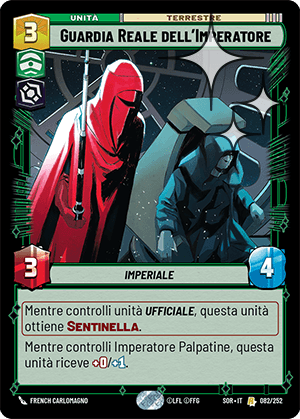 UNITÀ
TERRESTRE
3
GUARDIA REALE DELL'IMPERATORE
3
IMPERIALE
4
Mentre controlli unità UFFICIALE, questa unità
ottiene SENTINELLA.
Mentre controlli Imperatore Palpatine, questa
unità riceve +0/+1.
FRENCH CARLOMAGNO
©LFL ©FFG
SOR•IT
R
082/252